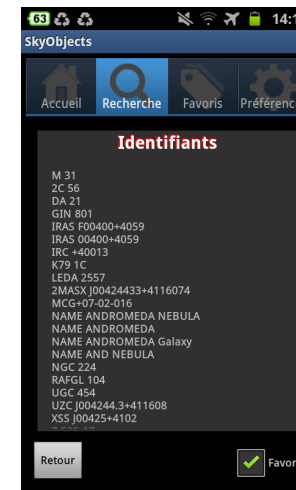 63 14:1
SkyObjects
Accueil Recherche Favoris Préférenc
Identifiants
M 31
2C 56
DA 21
GIN 801
IRAS F00400+4059
IRAS 00400+4059
IRC +40013
K79 1C
LEDA 2557
2MASX J00424433+4116074
MCG+07-02-016
NAME ANDROMEDA NEBULA
NAME ANDROMEDA
NAME ANDROMEDA Galaxy
NAME AND NEBULA
NGC 224
RAFGL 104
UGC 454
UZC J004244.3+411608
XSS J00425+4102
Retour Favor